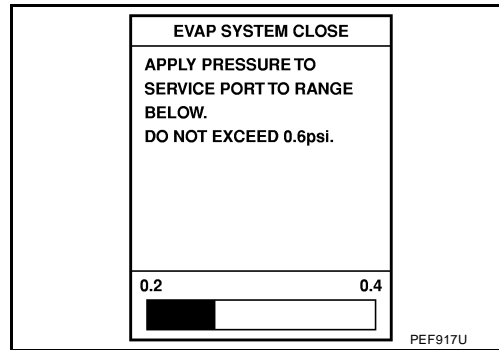 EVAP SYSTEM CLOSE
APPLY PRESSURE TO
SERVICE PORT TO RANGE
BELOW.
DO NOT EXCEED 0.6psi.
0.2 0.4
PEF917U